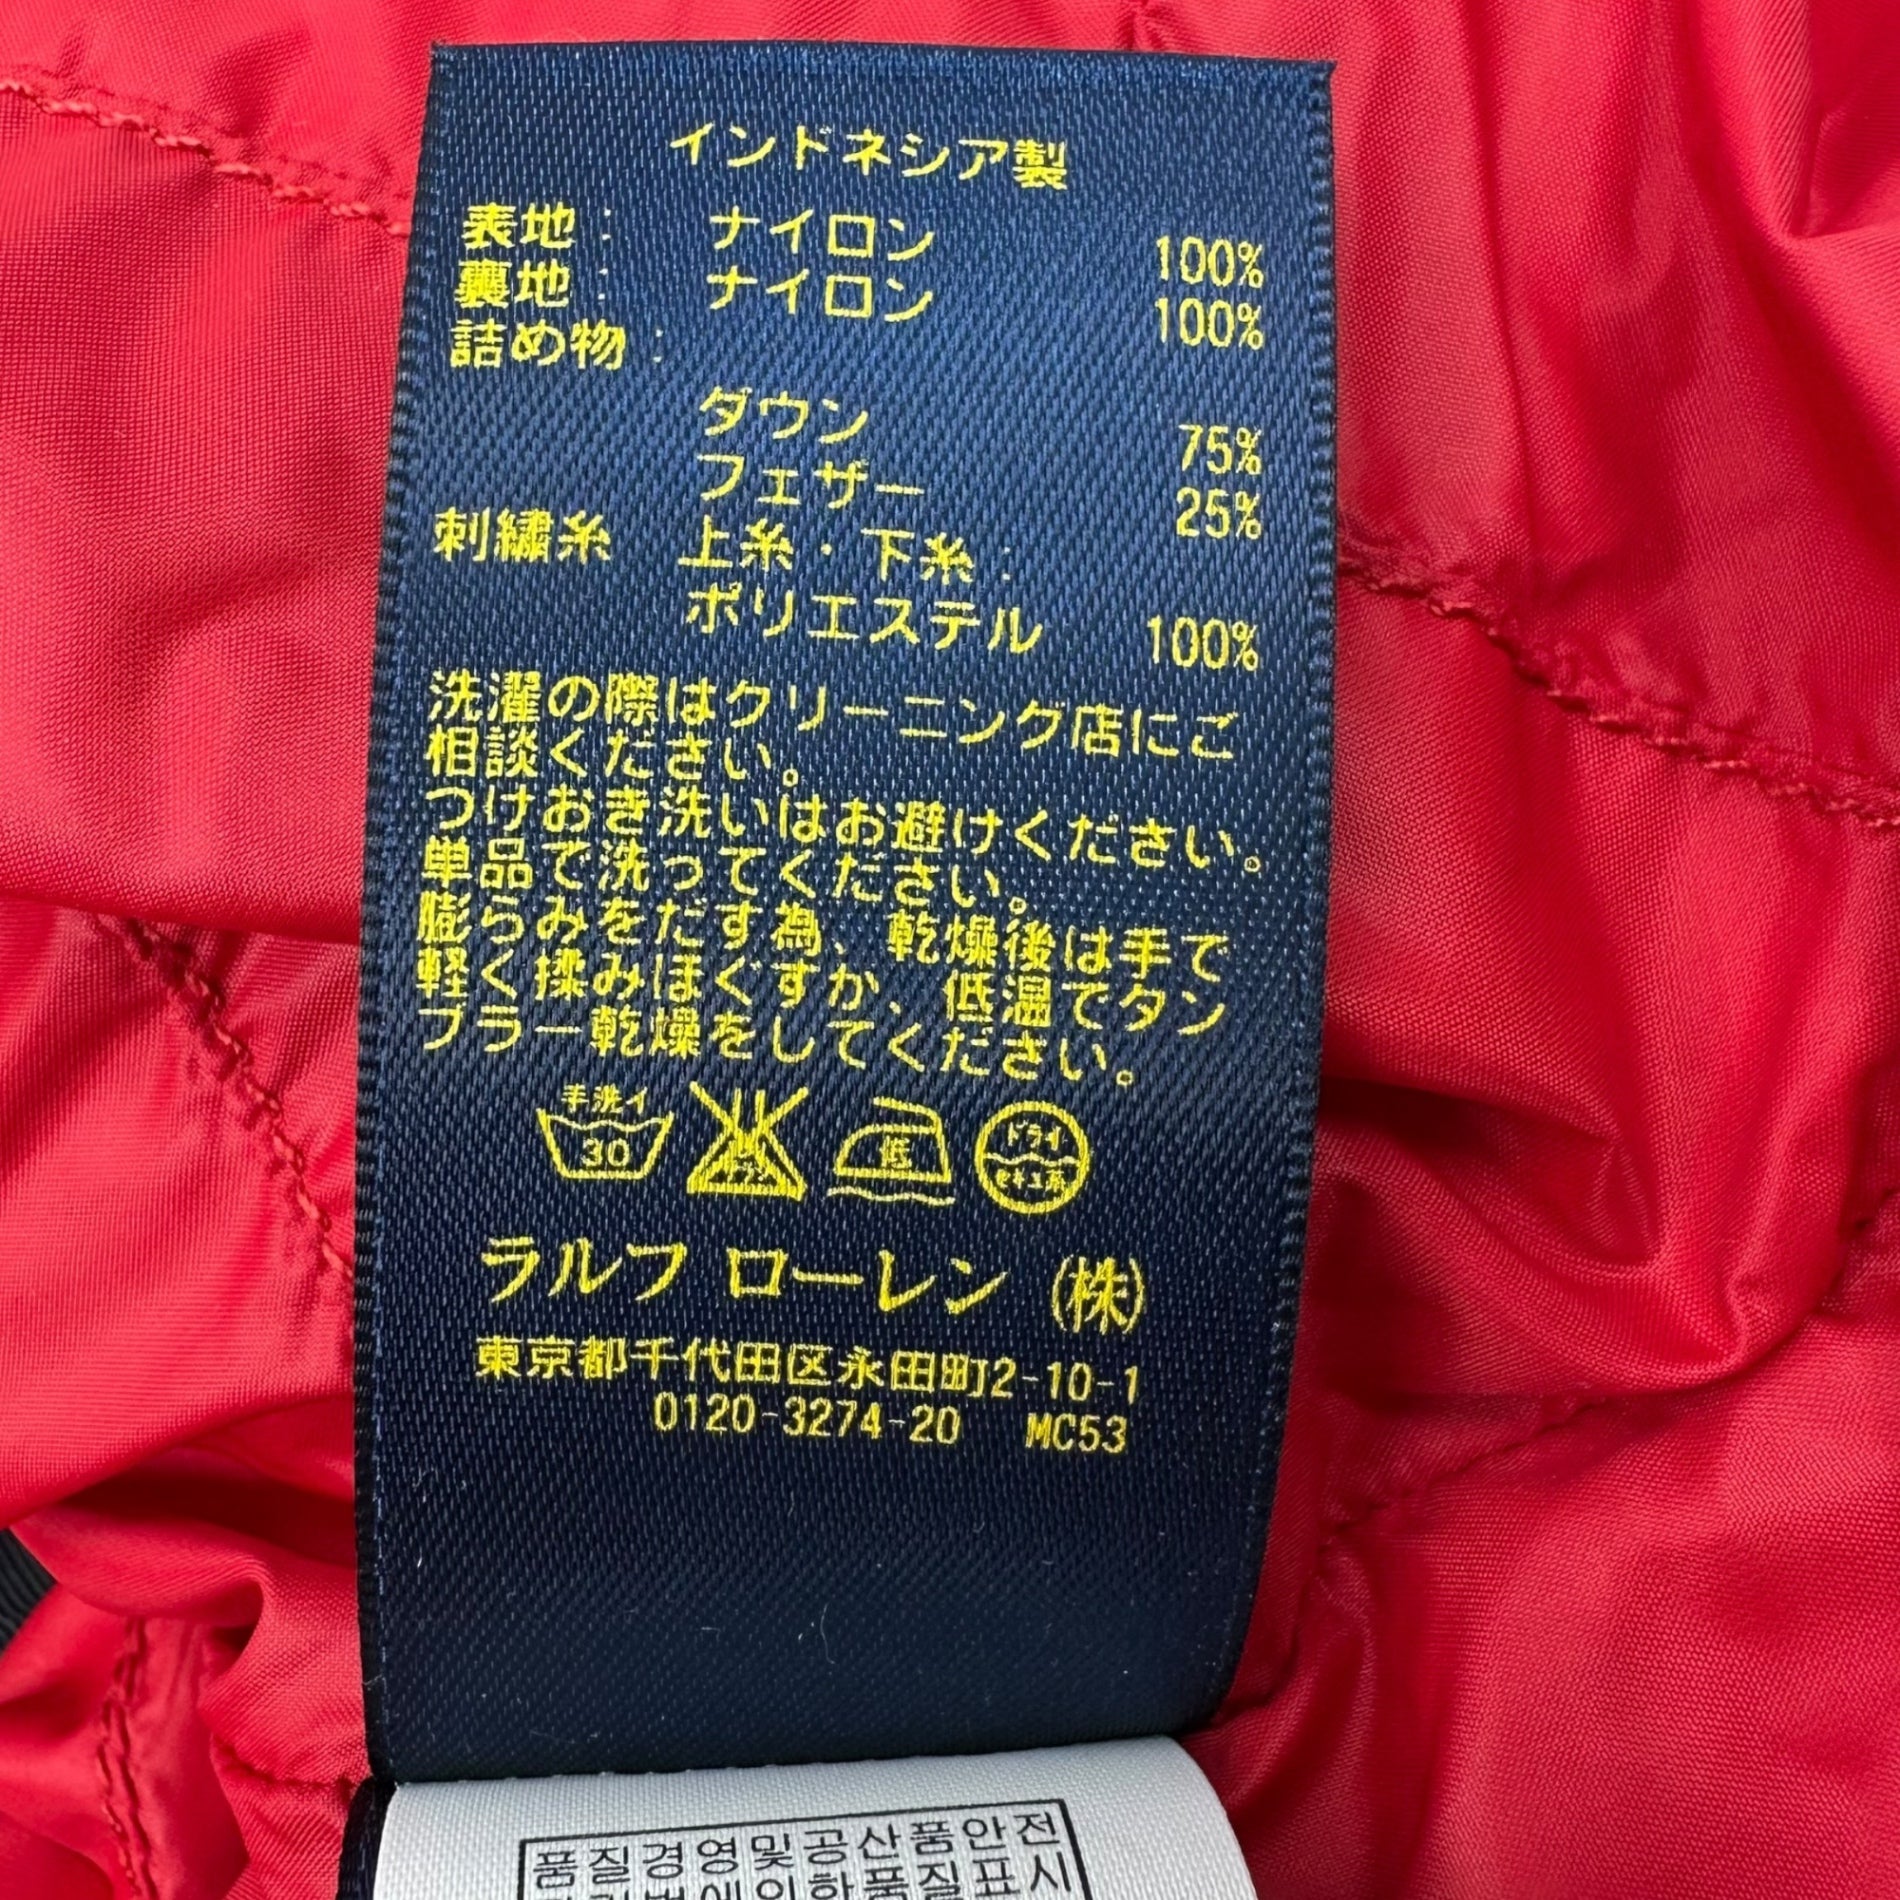 インドネシア製
表地: ナイロン 100%
裏地: ナイロン 100%
詰め物:
ダウン 75%
フェザー 25%
刺繍糸 上糸・下糸:
ポリエステル 100%
洗濯の際はクリーニング店にご
相談ください。
つけおき洗いはお避けください。
単品で洗ってください。
膨らみをだす為、乾燥後は手で
軽く揉みほぐすか、低温でタン
ブラー乾燥をしてください。
手洗イ
30
低
ドライ
セキユ系
ラルフ ローレン (株)
東京都千代田区永田町2-10-1
0120-3274-20 MC53
품질경영및공산품안전
품질표시